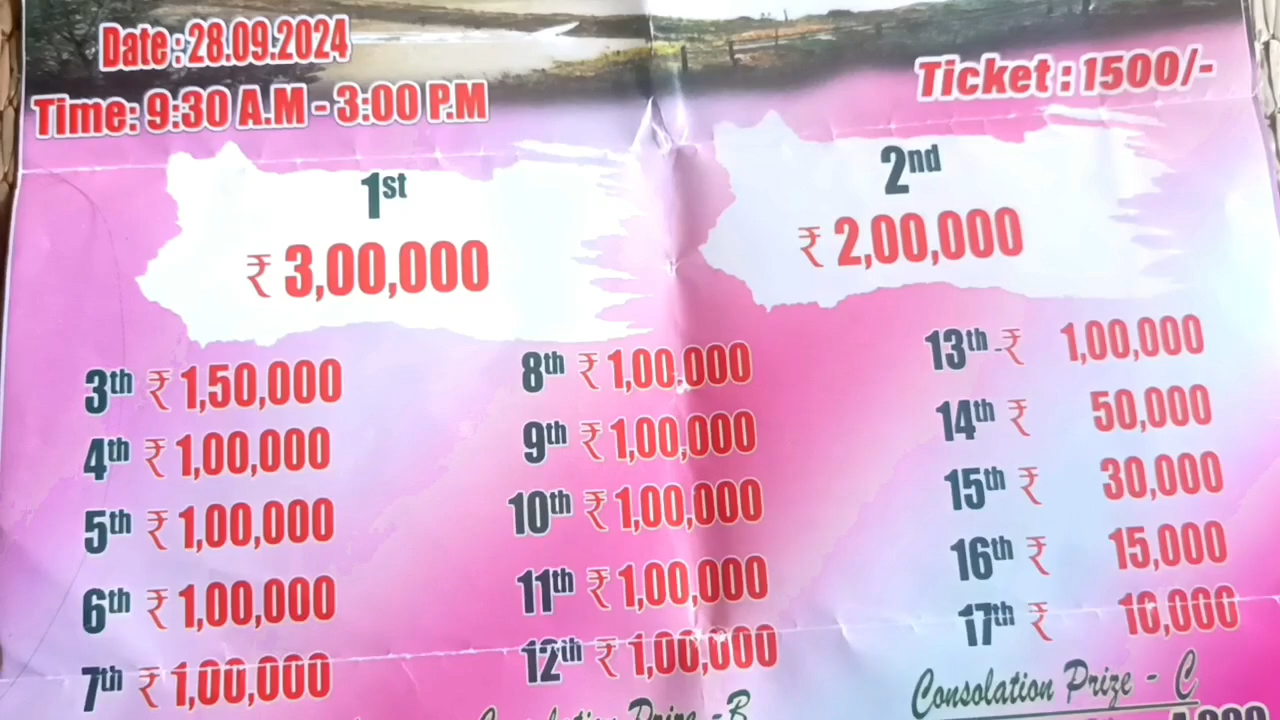 Date : 28.09.2024
Time: 9:30 A.M - 3:00 P.M
Ticket : 1500/-
1st
₹ 3,00,000
2nd
₹ 2,00,000
3th ₹ 1,50,000
4th ₹ 1,00,000
5th ₹ 1,00,000
6th ₹ 1,00,000
7th ₹ 1,00,000
8th ₹ 1,00,000
9th ₹ 1,00,000
10th ₹ 1,00,000
11th ₹ 1,00,000
12th ₹ 1,00,000
13th - ₹ 1,00,000
14th ₹ 50,000
15th ₹ 30,000
16th ₹ 15,000
17th ₹ 10,000
Consolation Prize - B
Consolation Prize - C